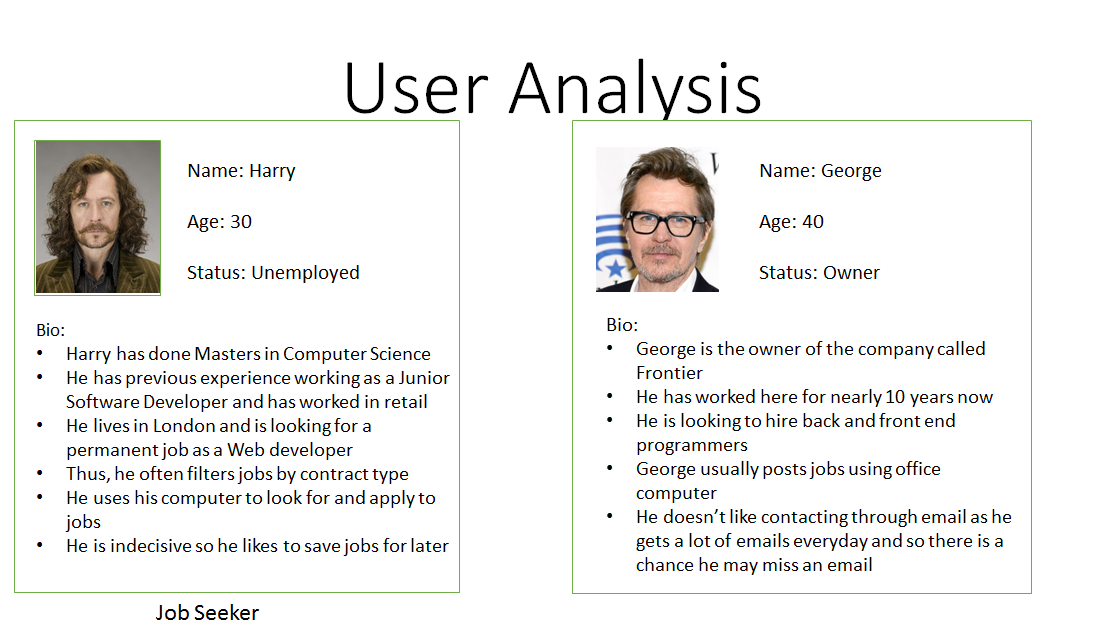 User Analysis
Name: Harry
Age: 30
Status: Unemployed
Bio:
• Harry has done Masters in Computer Science
• He has previous experience working as a Junior
Software Developer and has worked in retail
• He lives in London and is looking for a
permanent job as a Web developer
• Thus, he often filters jobs by contract type
• He uses his computer to look for and apply to
jobs
• He is indecisive so he likes to save jobs for later
Job Seeker
Name: George
Age: 40
Status: Owner
Bio:
• George is the owner of the company called
Frontier
• He has worked here for nearly 10 years now
• He is looking to hire back and front end
programmers
• George usually posts jobs using office
computer
• He doesn’t like contacting through email as he
gets a lot of emails everyday and so there is a
chance he may miss an email